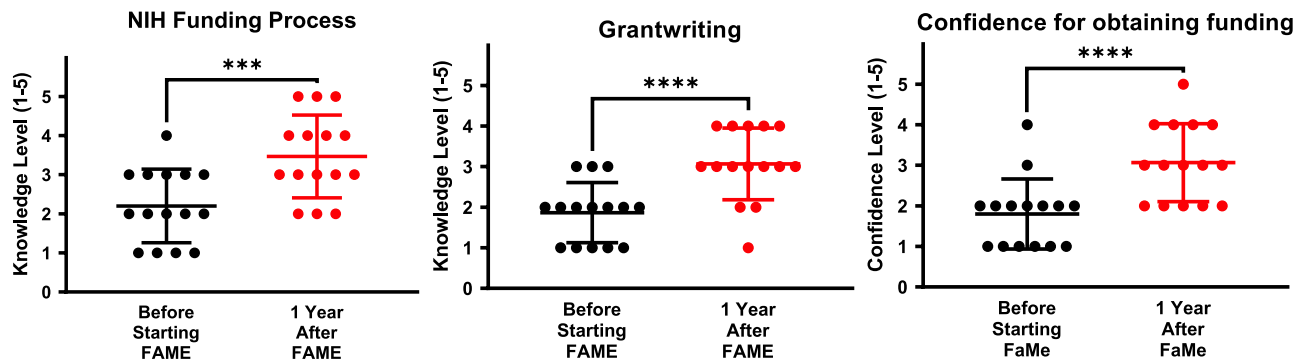 NIH Funding Process
***
Knowledge Level (1-5)
5
4
3
2
1
0
Before
Starting
FAME
1 Year
After
FAME
Grantwriting
****
Knowledge Level (1-5)
5
4
3
2
1
0
Before
Starting
FAME
1 Year
After
FAME
Confidence for obtaining funding
****
Confidence Level (1-5)
5
4
3
2
1
0
Before
Starting
FaMe
1 Year
After
FaMe